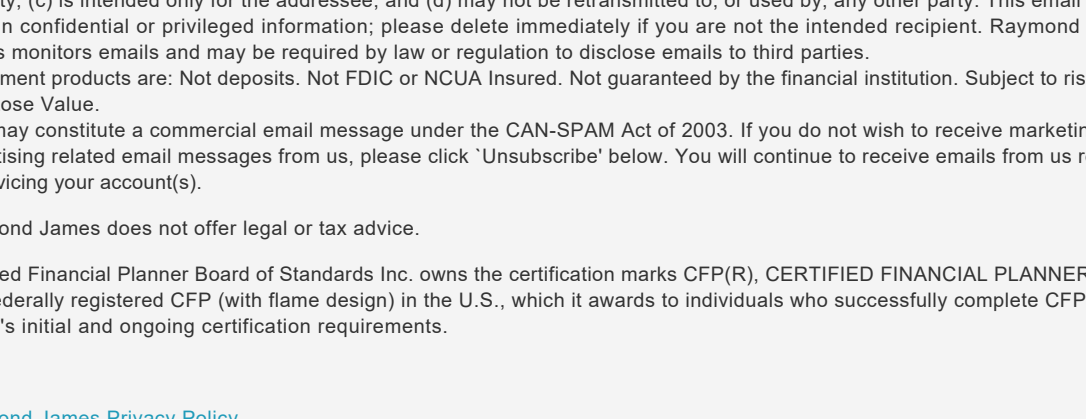 ty, (c) is intended only for the addressee, and (d) may not be retransmitted to, or used by, any other party. This email
n confidential or privileged information; please delete immediately if you are not the intended recipient. Raymond
s monitors emails and may be required by law or regulation to disclose emails to third parties.
ment products are: Not deposits. Not FDIC or NCUA Insured. Not guaranteed by the financial institution. Subject to ris
ose Value.
may constitute a commercial email message under the CAN-SPAM Act of 2003. If you do not wish to receive marketin
tising related email messages from us, please click `Unsubscribe' below. You will continue to receive emails from us r
vicing your account(s).
ond James does not offer legal or tax advice.
ed Financial Planner Board of Standards Inc. owns the certification marks CFP(R), CERTIFIED FINANCIAL PLANNER
ederally registered CFP (with flame design) in the U.S., which it awards to individuals who successfully complete CFP
's initial and ongoing certification requirements.
ond James Privacy Policy